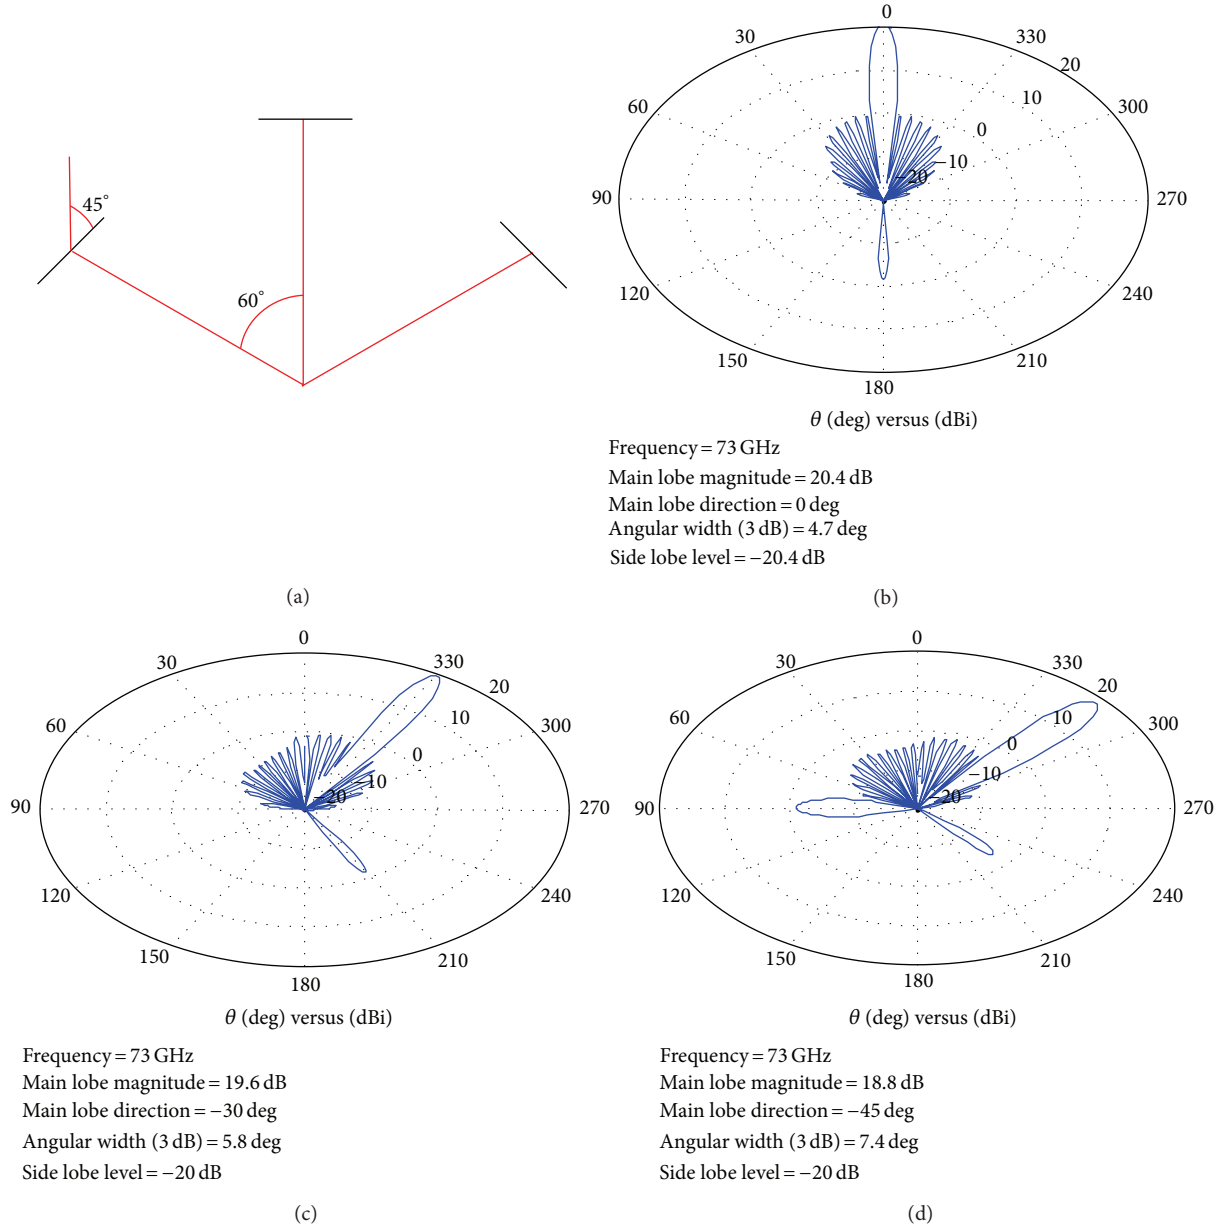 45°
60°
(a)
0
30
330
20
60
10
300
0
−10
−20
90
270
120
240
150
210
180
θ (deg) versus (dBi)
Frequency = 73 GHz
Main lobe magnitude = 20.4 dB
Main lobe direction = 0 deg
Angular width (3 dB) = 4.7 deg
Side lobe level = −20.4 dB
(b)
0
30
330
20
60
10
300
0
−10
−20
90
270
120
240
150
210
180
θ (deg) versus (dBi)
Frequency = 73 GHz
Main lobe magnitude = 19.6 dB
Main lobe direction = −30 deg
Angular width (3 dB) = 5.8 deg
Side lobe level = −20 dB
(c)
0
30
330
20
60
10
300
0
−10
−20
90
270
120
240
150
210
180
θ (deg) versus (dBi)
Frequency = 73 GHz
Main lobe magnitude = 18.8 dB
Main lobe direction = −45 deg
Angular width (3 dB) = 7.4 deg
Side lobe level = −20 dB
(d)